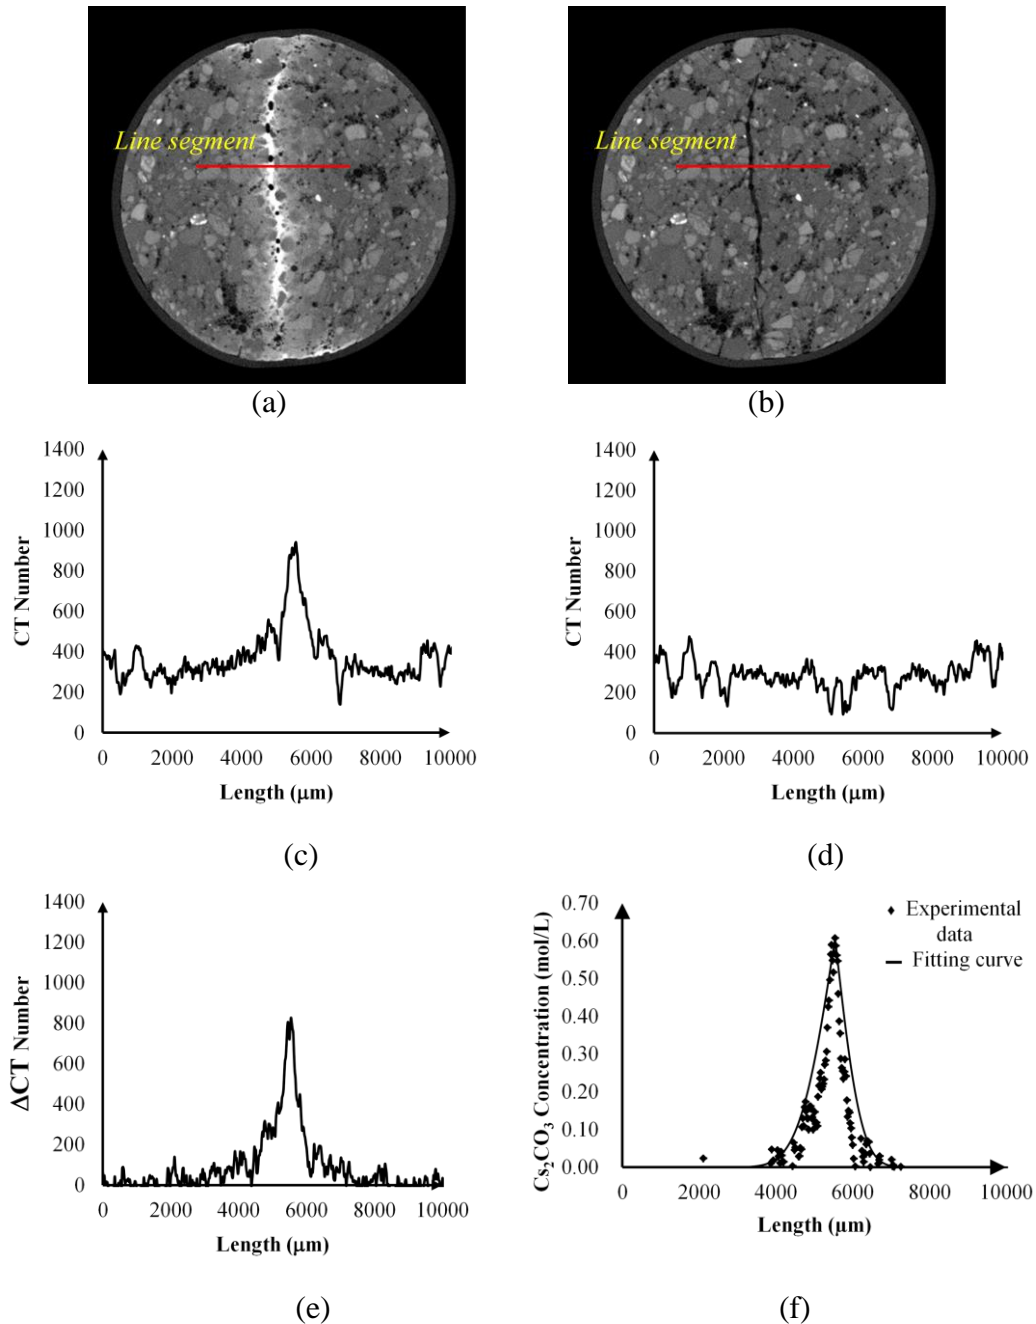 Line segment
Line segment
(a)
(b)
1400
1200
1000
800
600
400
200
0
CT Number
0 2000 4000 6000 8000 10000
Length (μm)
(c)
1400
1200
1000
800
600
400
200
0
CT Number
0 2000 4000 6000 8000 10000
Length (μm)
(d)
1400
1200
1000
800
600
400
200
0
ΔCT Number
0 2000 4000 6000 8000 10000
Length (μm)
(e)
0.70
0.60
0.50
0.40
0.30
0.20
0.10
0.00
Cs₂CO₃ Concentration (mol/L)
Experimental
data
Fitting curve
0 2000 4000 6000 8000 10000
Length (μm)
(f)